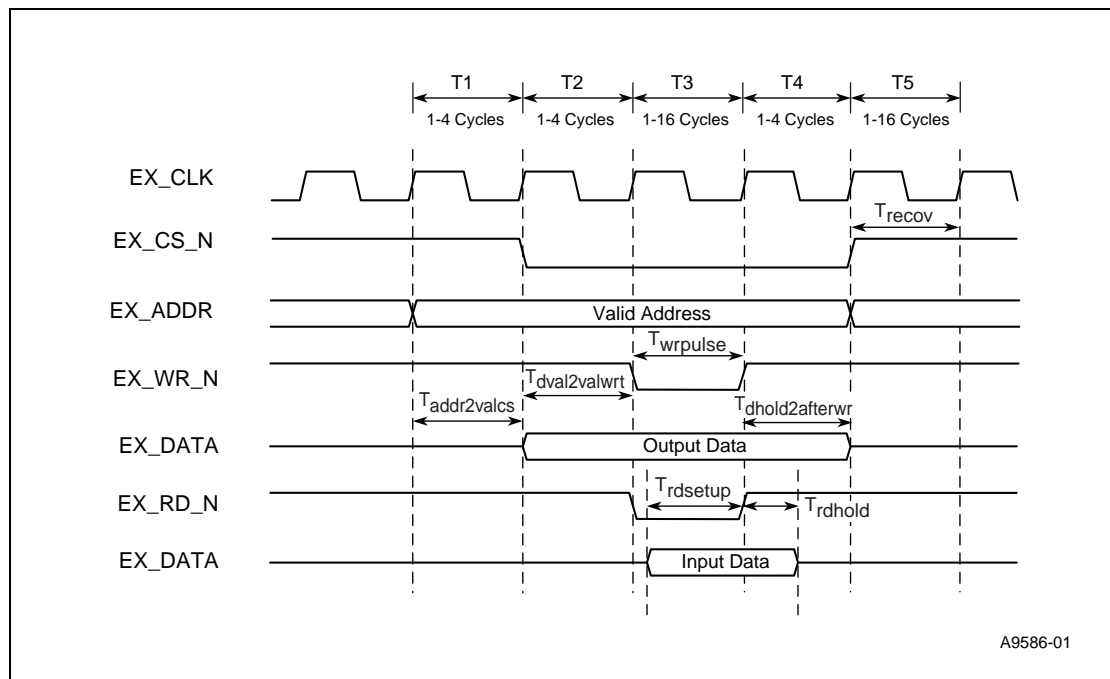 T1 T2 T3 T4 T5
1-4 Cycles 1-4 Cycles 1-16 Cycles 1-4 Cycles 1-16 Cycles
EX_CLK
Trecov
EX_CS_N
EX_ADDR Valid Address
Twrpulse
EX_WR_N
Tdval2valwrt
Taddr2valcs Tdhold2afterwr
EX_DATA Output Data
Trdsetup
EX_RD_N Trdhold
EX_DATA Input Data
A9586-01